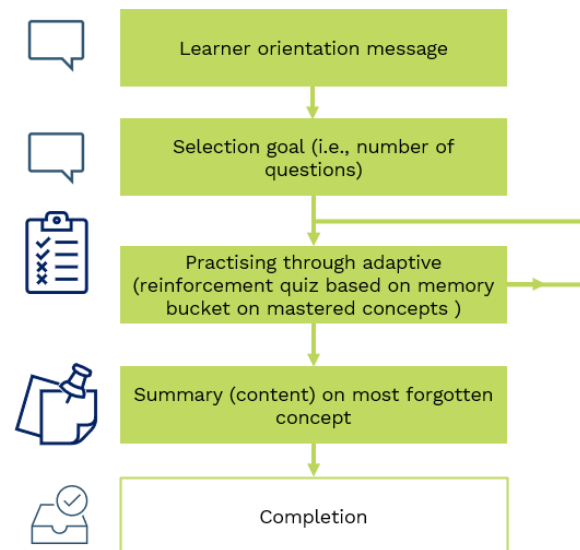 Learner orientation message
Selection goal (i.e., number of
questions)
Practising through adaptive
(reinforcement quiz based on memory
bucket on mastered concepts )
Summary (content) on most forgotten
concept
Completion